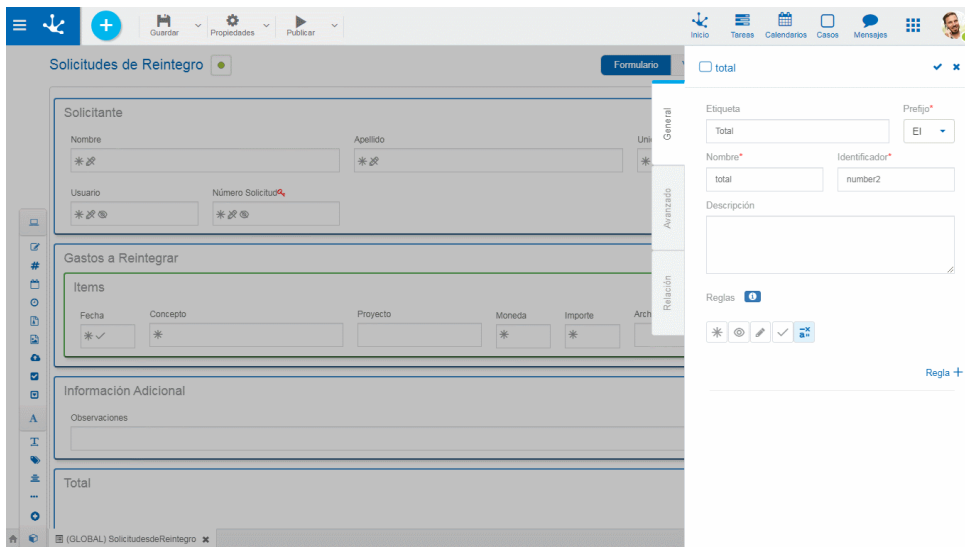 Guardar
Propiedades
Publicar
Inicio
Tareas
Calendarios
Casos
Mensajes
Solicitudes de Reintegro
Formulario
Solicitante
Nombre
Apellido
Usuario
Número Solicitud
Gastos a Reintegrar
Items
Fecha
Concepto
Proyecto
Moneda
Importe
Arch
Información Adicional
Observaciones
Total
(GLOBAL) SolicitudesdeReintegro
General
Avanzado
Relación
total
Etiqueta
Prefijo*
Total
El
Nombre*
Identificador*
total
number2
Descripción
Reglas
Regla +